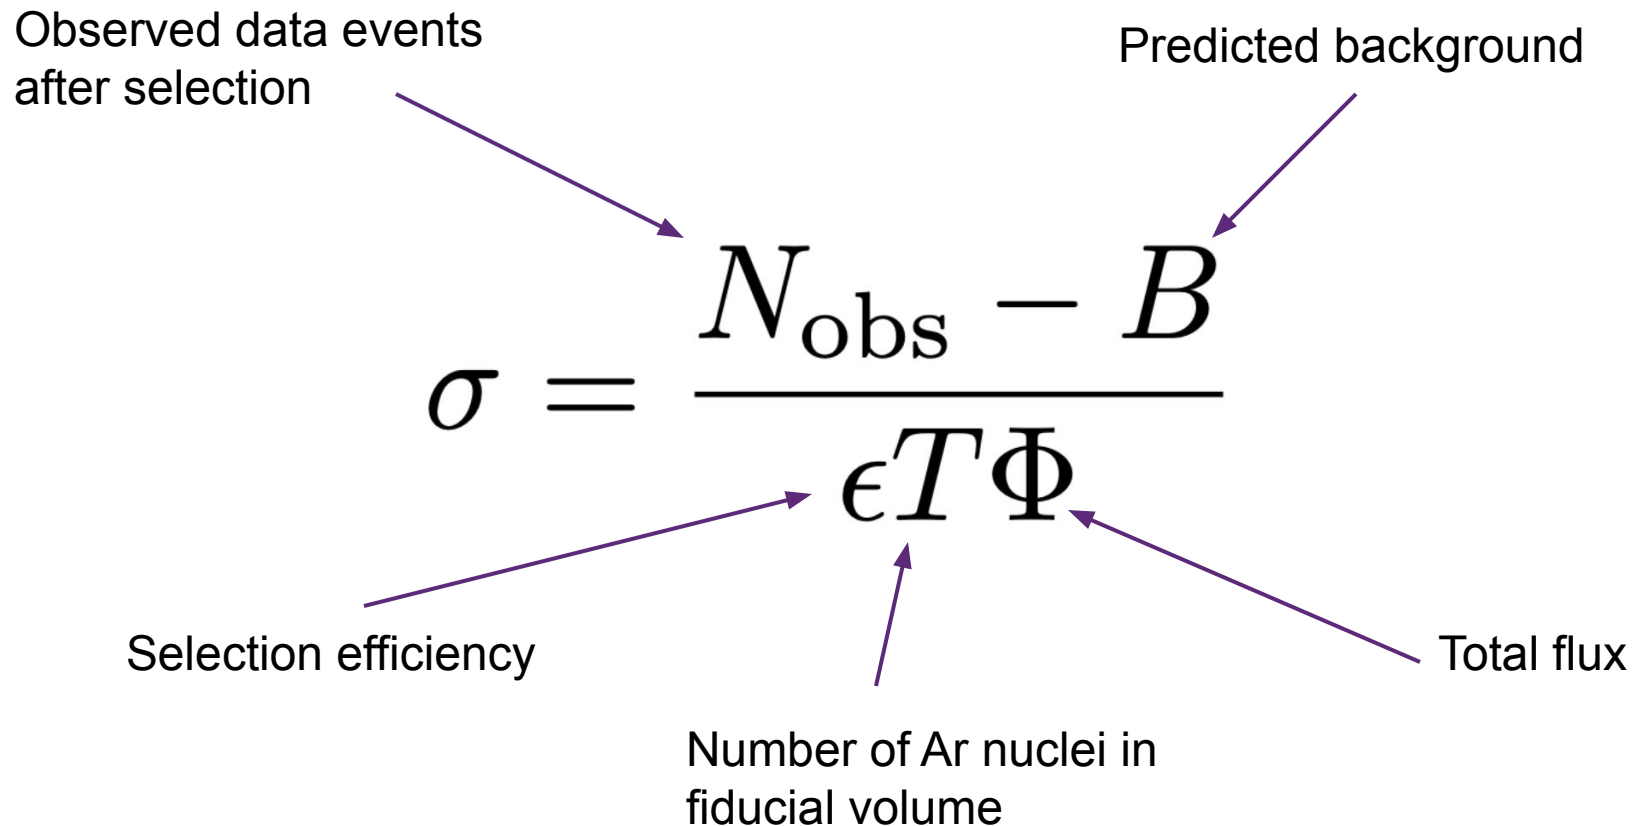 Observed data events
after selection
Predicted background
σ = (N_obs − B) / (ϵTΦ)
Selection efficiency
Total flux
Number of Ar nuclei in
fiducial volume